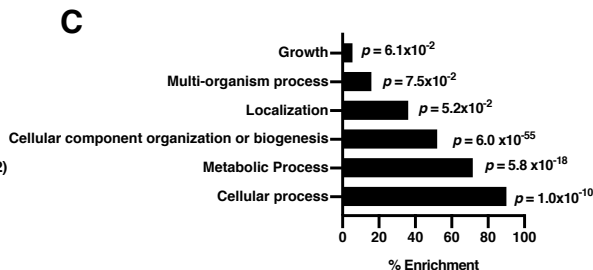 C
Growth p = 6.1x10⁻²
Multi-organism process p = 7.5x10⁻²
Localization p = 5.2x10⁻²
Cellular component organization or biogenesis p = 6.0 x10⁻⁵⁵
2) Metabolic Process p = 5.8 x10⁻¹⁸
Cellular process p = 1.0x10⁻¹⁰
0 20 40 60 80 100
% Enrichment